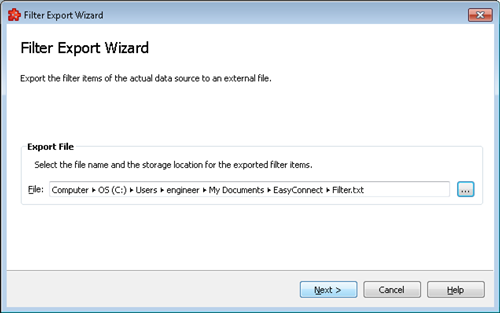 Filter Export Wizard
Filter Export Wizard
Export the filter items of the actual data source to an external file.
Export File
Select the file name and the storage location for the exported filter items.
File: Computer ▸ OS (C:) ▸ Users ▸ engineer ▸ My Documents ▸ EasyConnect ▸ Filter.txt ...
Next > Cancel Help